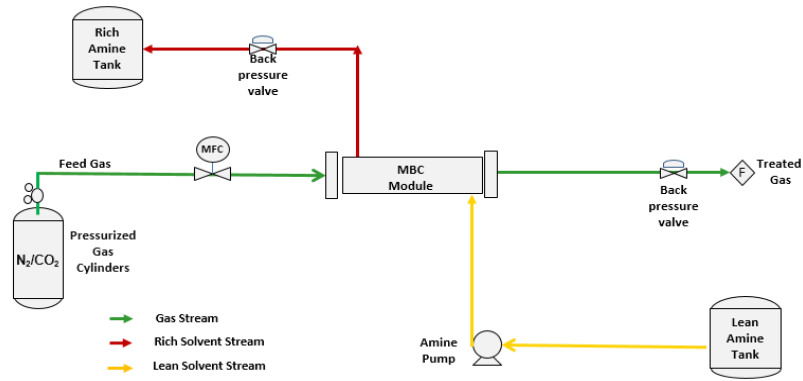 Rich
Amine
Tank
Back
pressure
valve
MFC
Feed Gas
MBC
Module
F
Treated
Gas
Back
pressure
valve
N₂/CO₂
Pressurized
Gas
Cylinders
Gas Stream
Rich Solvent Stream
Lean Solvent Stream
Amine
Pump
Lean
Amine
Tank